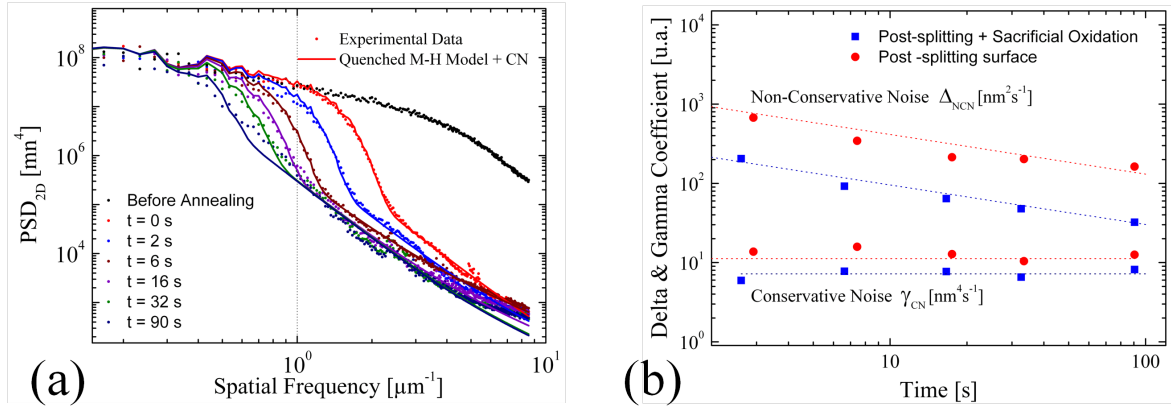 Experimental Data
Quenched M-H Model + CN
10^8
10^6
10^4
PSD_2D [mn^4]
Before Annealing
t = 0 s
t = 2 s
t = 6 s
t = 16 s
t = 32 s
t = 90 s
10^0
10^1
Spatial Frequency [µm^-1]
(a)
Post-splitting + Sacrificial Oxidation
Post -splitting surface
Non-Conservative Noise Δ_NCN [nm^2s^-1]
Conservative Noise γ_CN [nm^4s^-1]
10^4
10^3
10^2
10^1
10^0
Delta & Gamma Coefficient [u.a.]
10
100
Time [s]
(b)